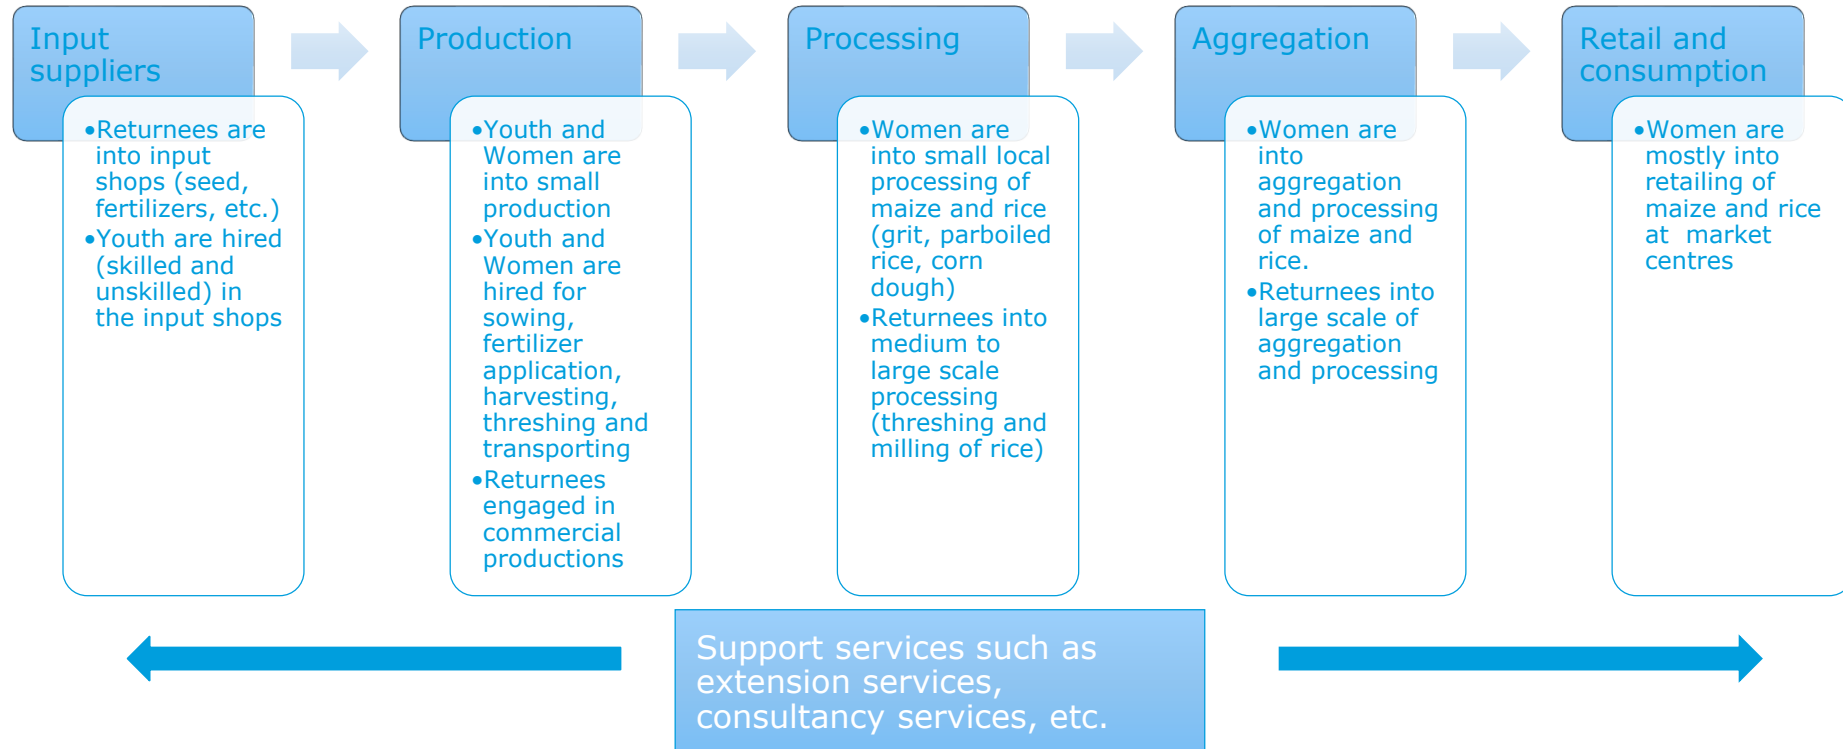 Input
suppliers
•Returnees are
into input
shops (seed,
fertilizers, etc.)
•Youth are hired
(skilled and
unskilled) in
the input shops
Production
•Youth and
Women are
into small
production
•Youth and
Women are
hired for
sowing,
fertilizer
application,
harvesting,
threshing and
transporting
•Returnees
engaged in
commercial
productions
Processing
•Women are
into small local
processing of
maize and rice
(grit, parboiled
rice, corn
dough)
•Returnees into
medium to
large scale
processing
(threshing and
milling of rice)
Aggregation
•Women are
into
aggregation
and processing
of maize and
rice.
•Returnees into
large scale of
aggregation
and processing
Retail and
consumption
•Women are
mostly into
retailing of
maize and rice
at market
centres
Support services such as
extension services,
consultancy services, etc.